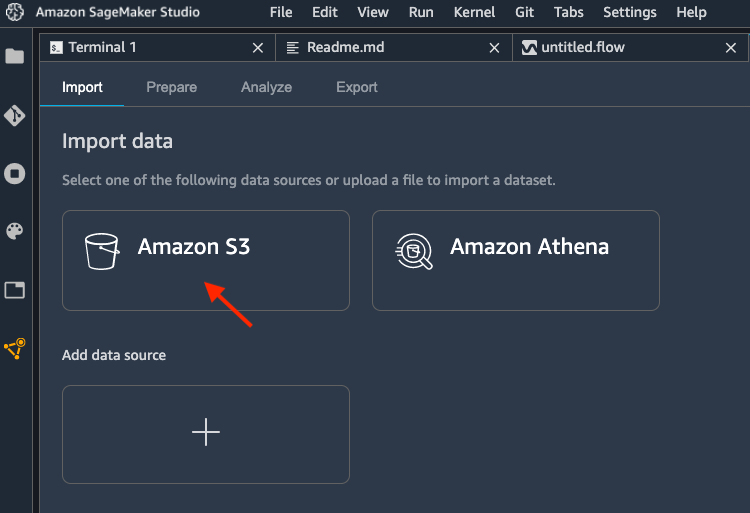 Amazon SageMaker Studio File Edit View Run Kernel Git Tabs Settings Help
$_ Terminal 1 Readme.md untitled.flow
Import Prepare Analyze Export
Import data
Select one of the following data sources or upload a file to import a dataset.
Amazon S3 Amazon Athena
Add data source